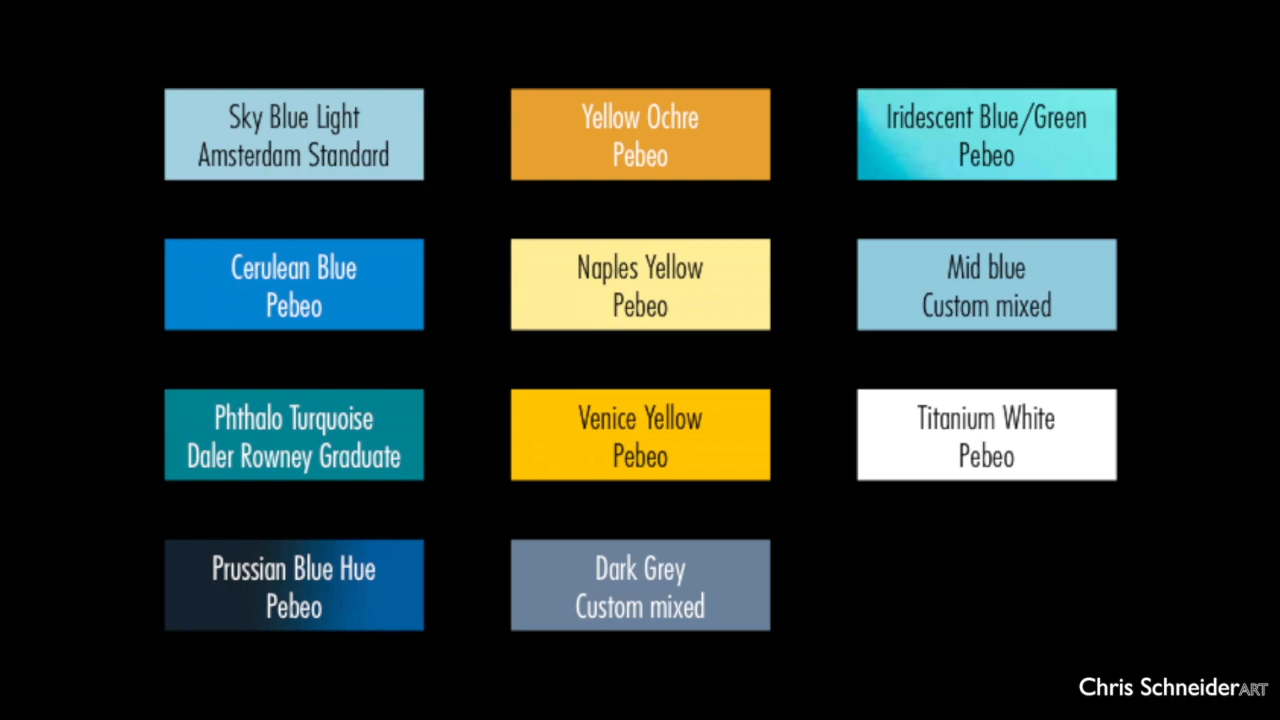 Sky Blue Light
Amsterdam Standard
Yellow Ochre
Pebeo
Iridescent Blue/Green
Pebeo
Cerulean Blue
Pebeo
Naples Yellow
Pebeo
Mid blue
Custom mixed
Phthalo Turquoise
Daler Rowney Graduate
Venice Yellow
Pebeo
Titanium White
Pebeo
Prussian Blue Hue
Pebeo
Dark Grey
Custom mixed
Chris SchneiderART